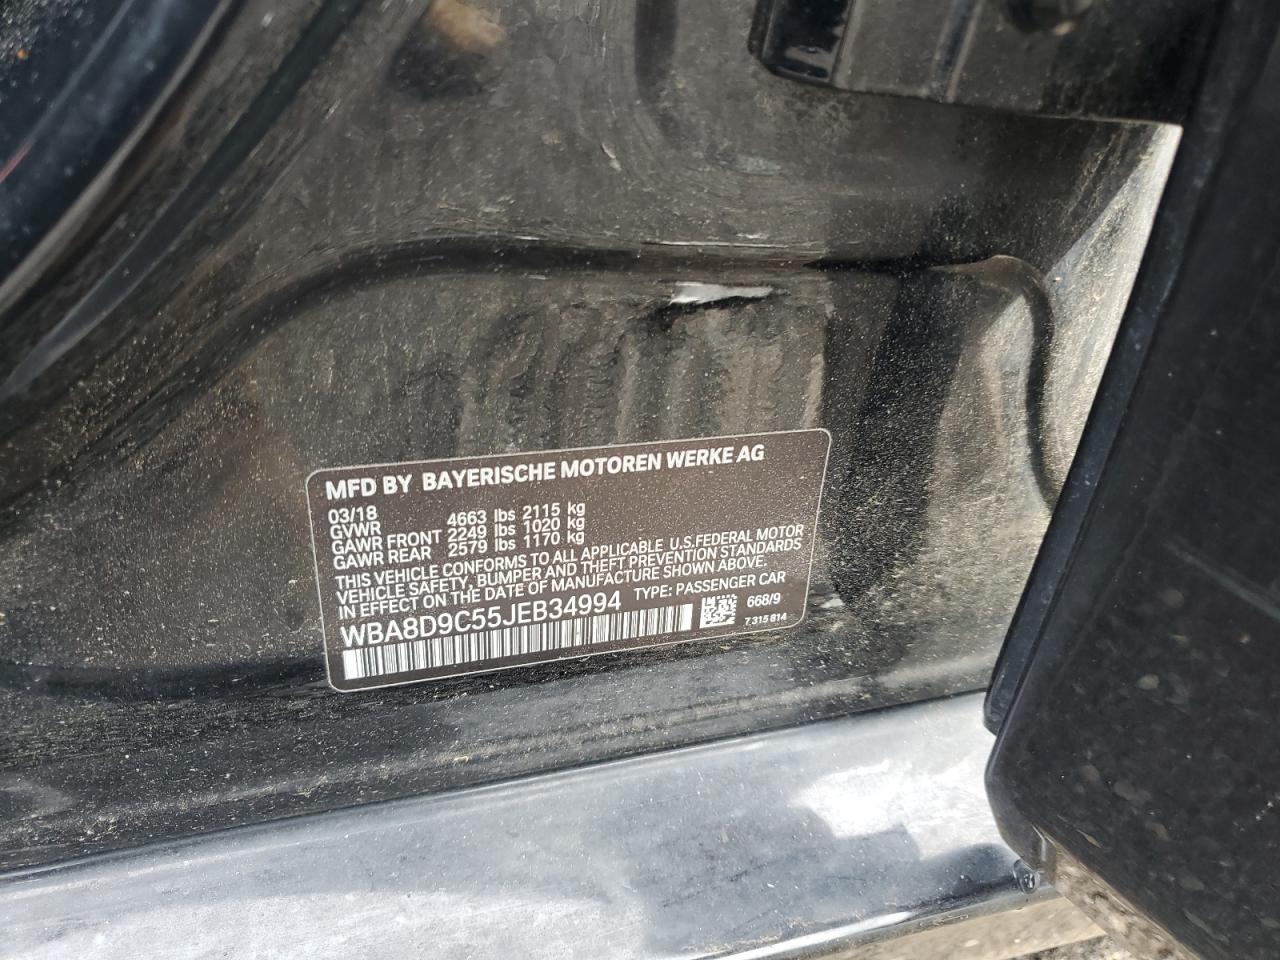 MFD BY BAYERISCHE MOTOREN WERKE AG
03/18
GVWR 4663 lbs 2115 kg
GAWR FRONT 2249 lbs 1020 kg
GAWR REAR 2579 lbs 1170 kg
THIS VEHICLE CONFORMS TO ALL APPLICABLE U.S.FEDERAL MOTOR
VEHICLE SAFETY, BUMPER AND THEFT PREVENTION STANDARDS
IN EFFECT ON THE DATE OF MANUFACTURE SHOWN ABOVE.
WBA8D9C55JEB34994 TYPE: PASSENGER CAR
668/9
7 315 814